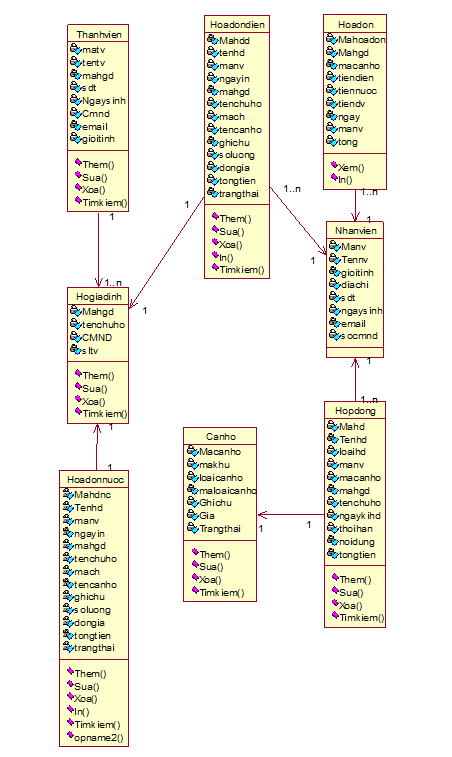 Thanhvien
matv
tentv
mahgd
sdt
Ngaysinh
Cmnd
email
gioitinh
Them()
Sua()
Xoa()
Timkiem()
1
1..n
Hoadondien
Mahdd
tenhd
manv
ngayin
mahgd
tenchuho
mach
tencanho
ghichu
soluong
dongia
tongtien
trangthai
Them()
Sua()
Xoa()
In()
Timkiem()
1
1
1..n
1
Hoadon
Mahoadon
Mahgd
macanho
tiendien
tiennuoc
tiendv
ngay
manv
tong
Xem()
In()
1..n
1
Nhanvien
Manv
Tennv
gioitinh
diachi
sdt
ngaysinh
email
socmnd
1
1..n
Hogiadinh
Mahgd
tenchuho
CMND
sltv
Them()
Sua()
Xoa()
Timkiem()
1
1
Hoadonnuoc
Mahdnc
Tenhd
manv
ngayin
mahgd
tenchuho
mach
tencanho
ghichu
soluong
dongia
tongtien
trangthai
Them()
Sua()
Xoa()
In()
Timkiem()
opname2()
Canho
Macanho
makhu
loaicanho
maloaicanho
Ghichu
Gia
Trangthai
Them()
Sua()
Xoa()
Timkiem()
1
1
Hopdong
Mahd
Tenhd
loaihd
manv
macanho
mahgd
tenchuho
ngaykihd
thoihan
noidung
tongtien
Them()
Sua()
Xoa()
Timkiem()